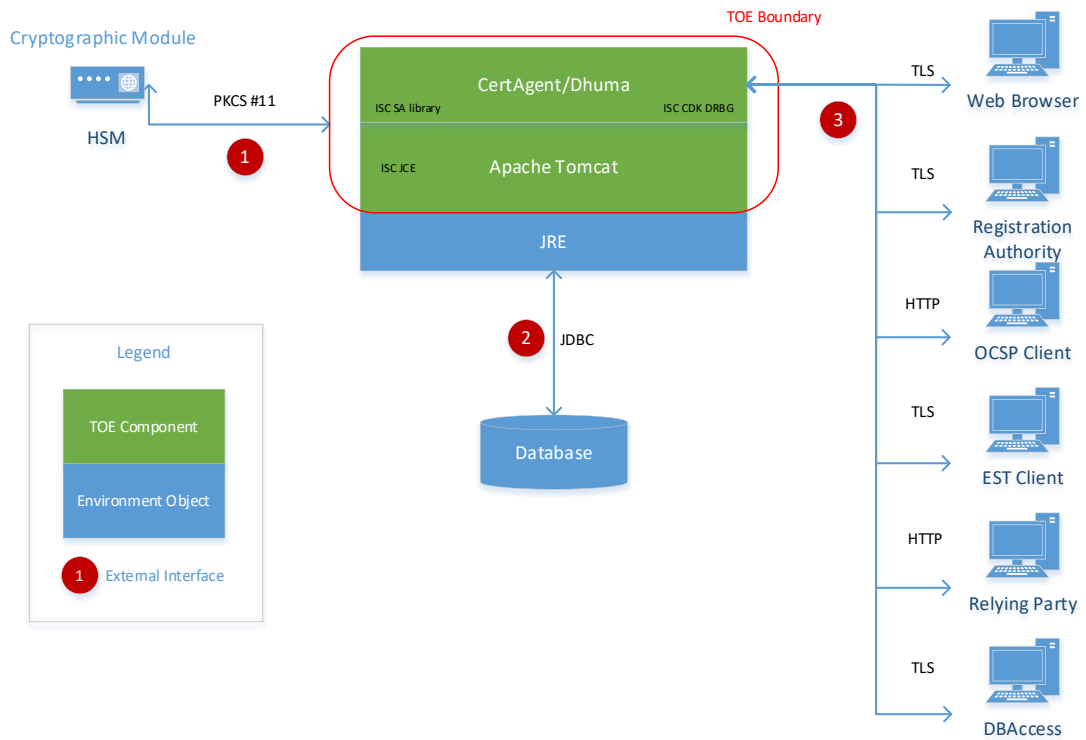 TOE Boundary
Cryptographic Module
HSM
PKCS #11
1
CertAgent/Dhuma
ISC SA library
ISC CDK DRBG
ISC JCE
Apache Tomcat
JRE
2
JDBC
Database
3
TLS
Web Browser
TLS
Registration
Authority
HTTP
OCSP Client
TLS
EST Client
HTTP
Relying Party
TLS
DBAccess
Legend
TOE Component
Environment Object
1
External Interface